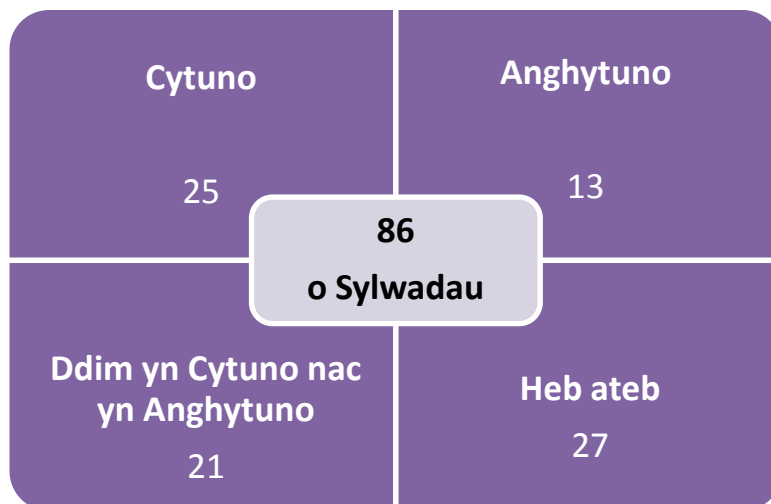 Cytuno
25
Anghytuno
13
86
o Sylwadau
Ddim yn Cytuno nac
yn Anghytuno
21
Heb ateb
27